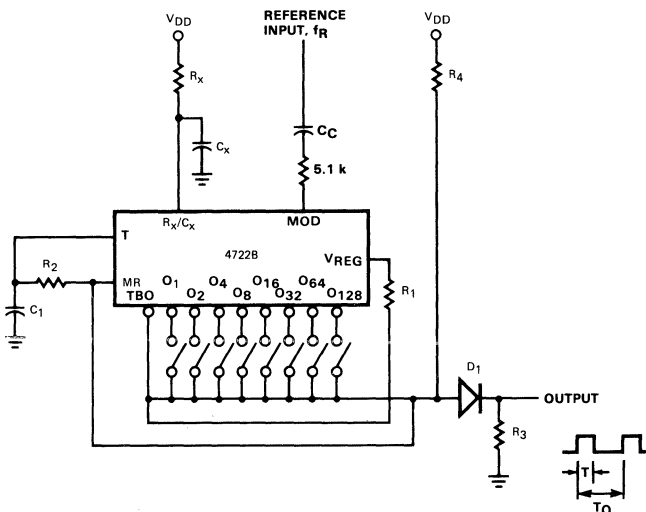 VDD
REFERENCE
INPUT, fR
VDD
Rx
R4
Cx
CC
5.1 k
Rx/Cx
MOD
T
4722B
VREG
R2
MR
O1
O4
O16
O64
TBO
O2
O8
O32
O128
R1
C1
D1
OUTPUT
R3
T
TO